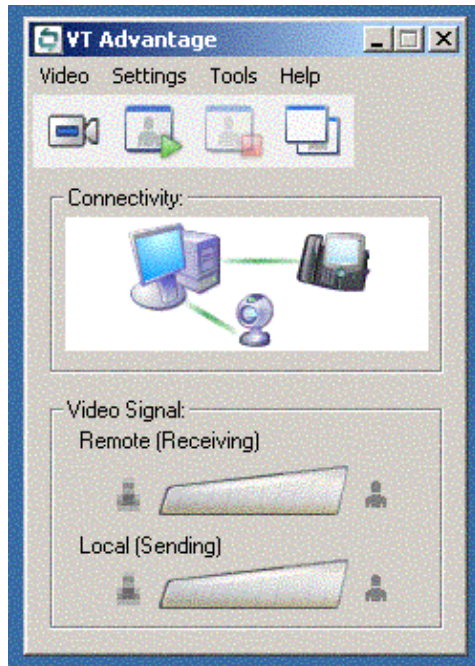 VT Advantage
Video Settings Tools Help
Connectivity:
Video Signal:
Remote (Receiving)
Local (Sending)